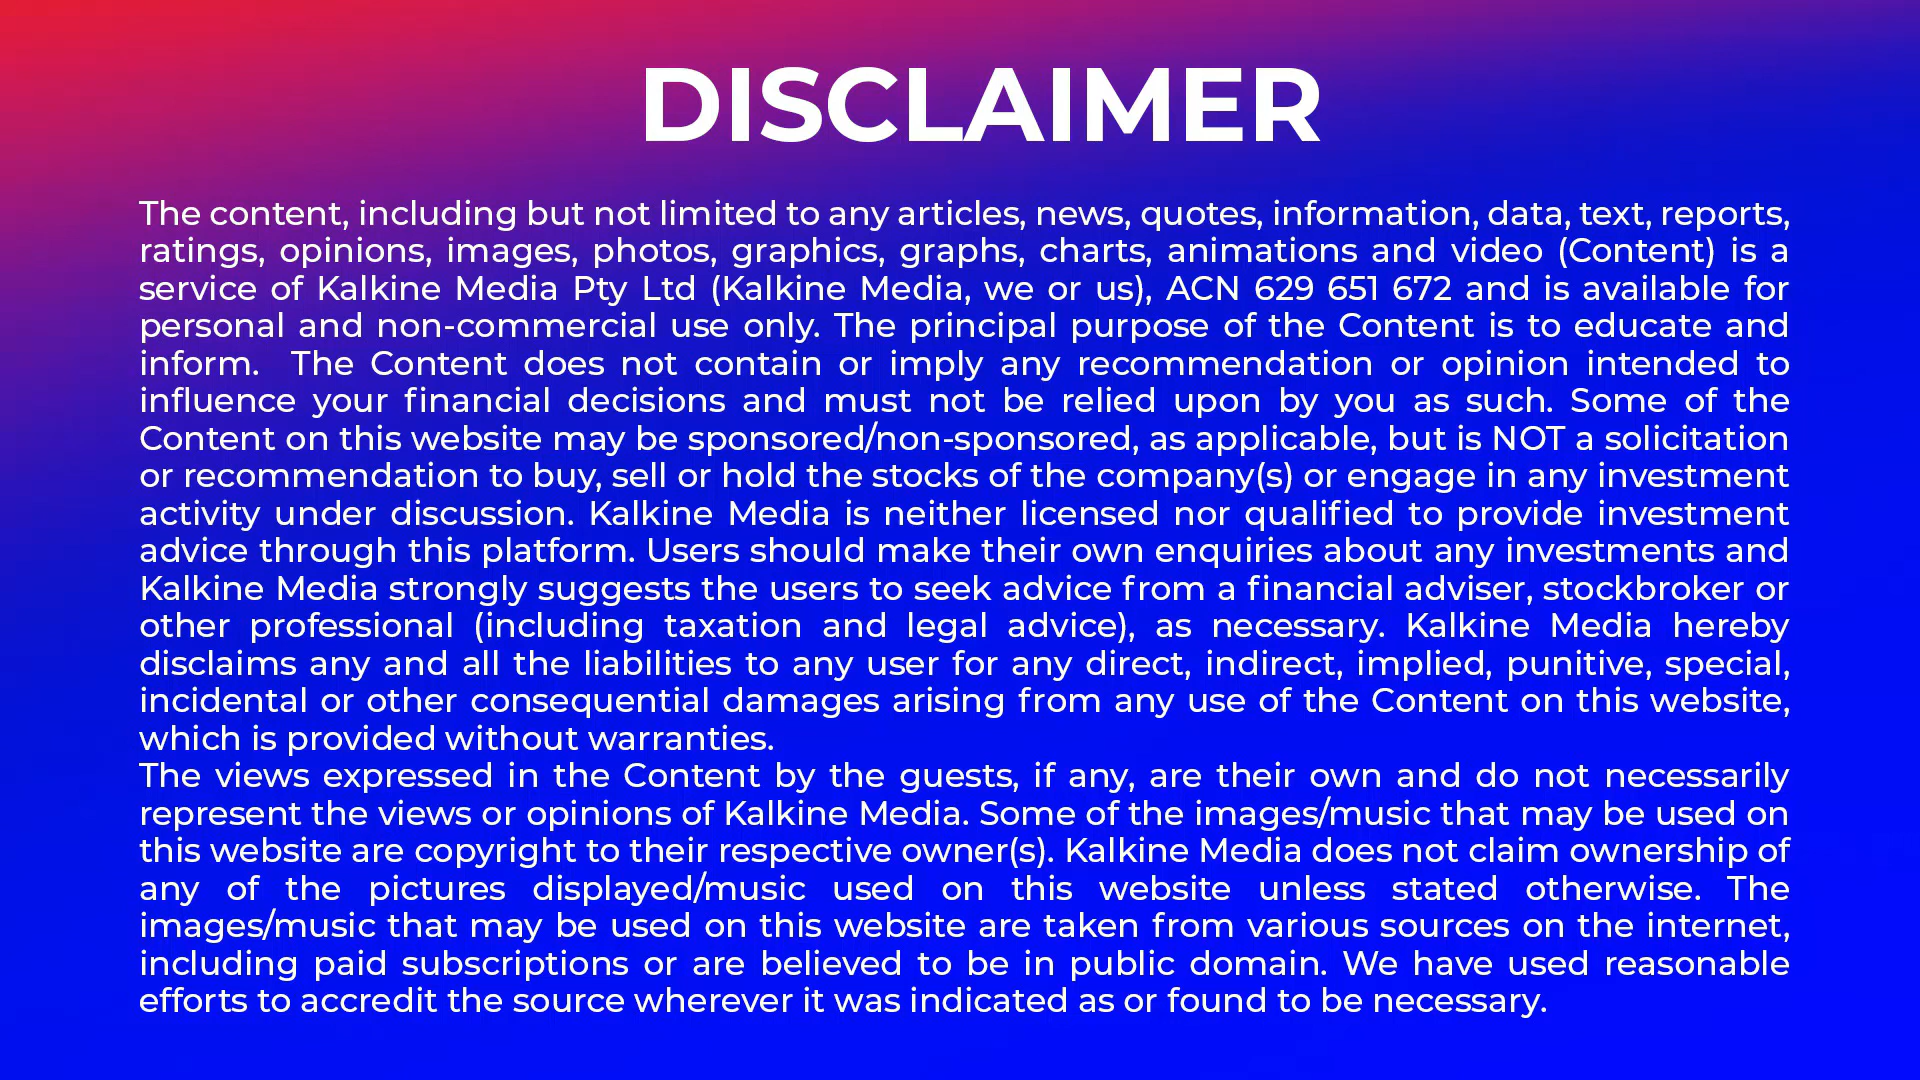 DISCLAIMER
The content, including but not limited to any articles, news, quotes, information, data, text, reports,
ratings, opinions, images, photos, graphics, graphs, charts, animations and video (Content) is a
service of Kalkine Media Pty Ltd (Kalkine Media, we or us), ACN 629 651 672 and is available for
personal and non-commercial use only. The principal purpose of the Content is to educate and
inform.  The Content does not contain or imply any recommendation or opinion intended to
influence your financial decisions and must not be relied upon by you as such. Some of the
Content on this website may be sponsored/non-sponsored, as applicable, but is NOT a solicitation
or recommendation to buy, sell or hold the stocks of the company(s) or engage in any investment
activity under discussion. Kalkine Media is neither licensed nor qualified to provide investment
advice through this platform. Users should make their own enquiries about any investments and
Kalkine Media strongly suggests the users to seek advice from a financial adviser, stockbroker or
other professional (including taxation and legal advice), as necessary. Kalkine Media hereby
disclaims any and all the liabilities to any user for any direct, indirect, implied, punitive, special,
incidental or other consequential damages arising from any use of the Content on this website,
which is provided without warranties.
The views expressed in the Content by the guests, if any, are their own and do not necessarily
represent the views or opinions of Kalkine Media. Some of the images/music that may be used on
this website are copyright to their respective owner(s). Kalkine Media does not claim ownership of
any of the pictures displayed/music used on this website unless stated otherwise. The
images/music that may be used on this website are taken from various sources on the internet,
including paid subscriptions or are believed to be in public domain. We have used reasonable
efforts to accredit the source wherever it was indicated as or found to be necessary.